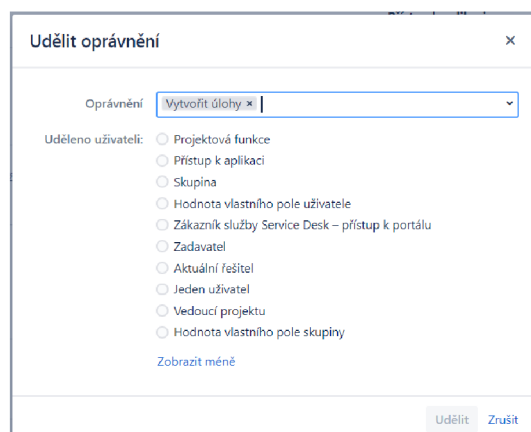 Udělit oprávnění
Oprávnění Vytvořit úlohy
Uděleno uživateli: Projektová funkce
Přístup k aplikaci
Skupina
Hodnota vlastního pole uživatele
Zákazník služby Service Desk – přístup k portálu
Zadavatel
Aktuální řešitel
Jeden uživatel
Vedoucí projektu
Hodnota vlastního pole skupiny
Zobrazit méně
Udělit Zrušit